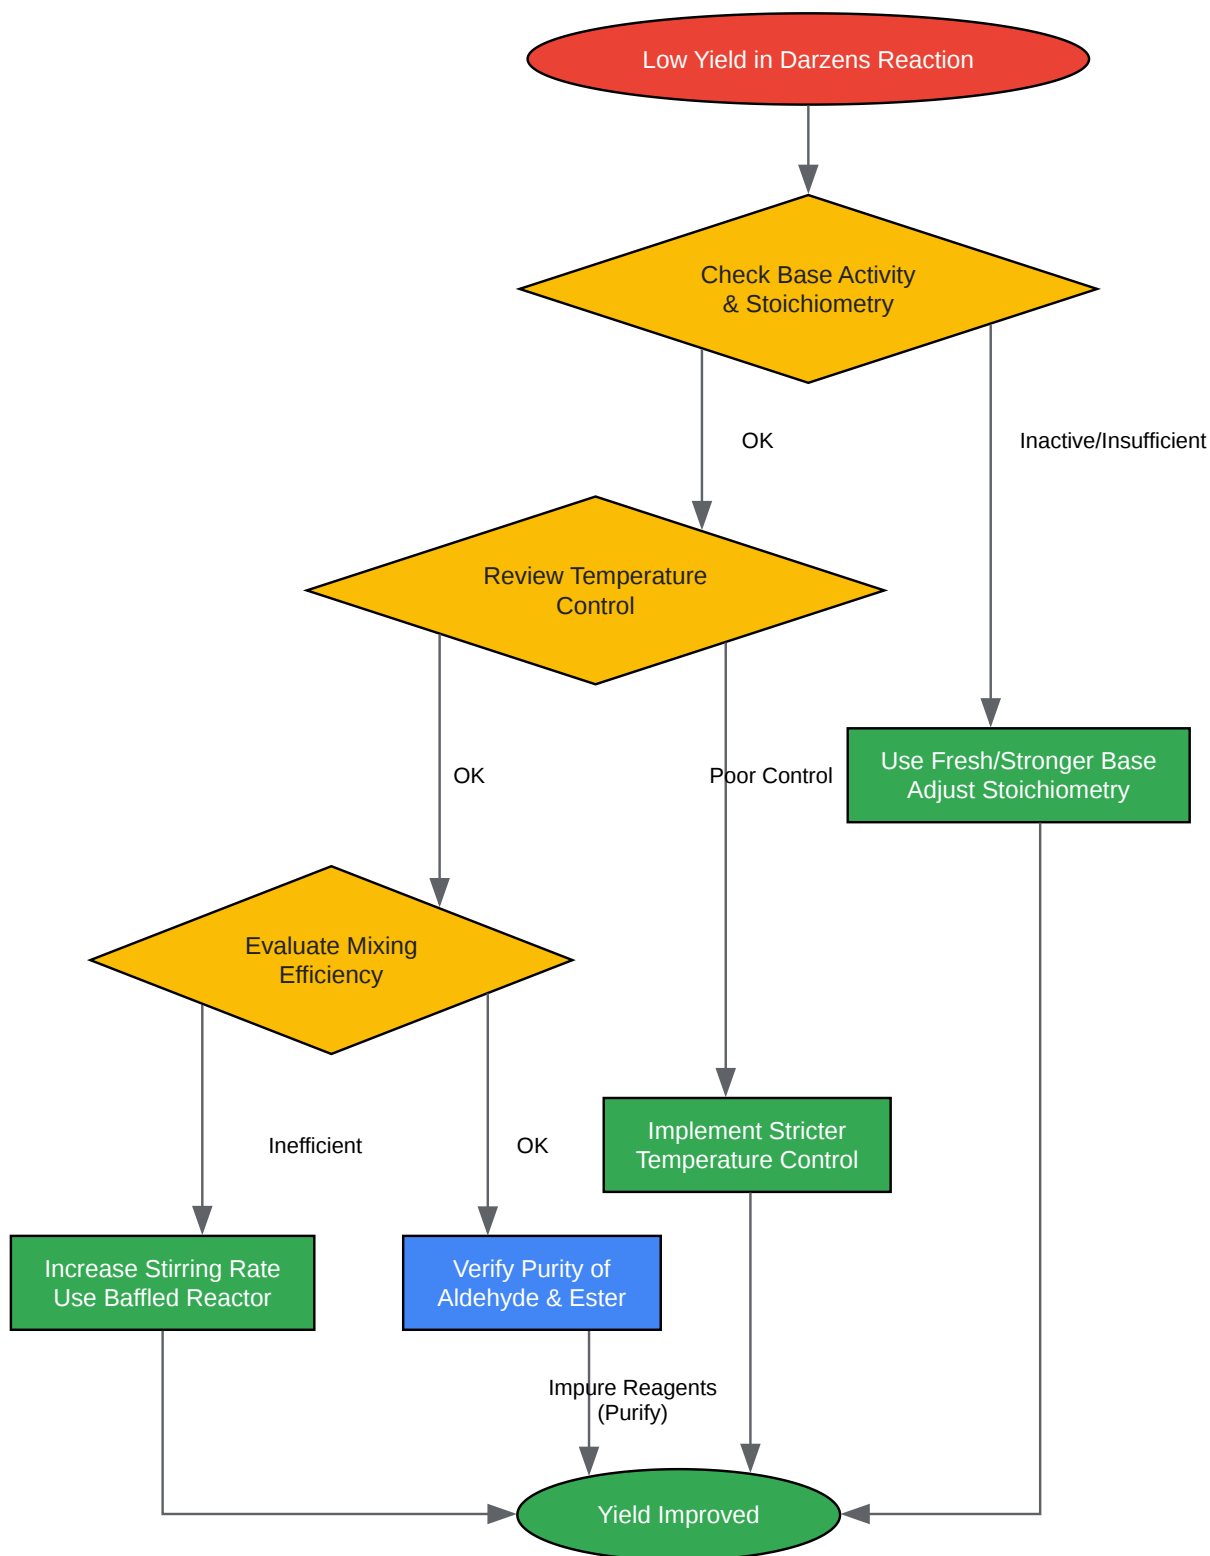 Low Yield in Darzens Reaction
Check Base Activity
& Stoichiometry
OK
Inactive/Insufficient
Review Temperature
Control
Use Fresh/Stronger Base
Adjust Stoichiometry
OK
Poor Control
Evaluate Mixing
Efficiency
Implement Stricter
Temperature Control
Inefficient
OK
Increase Stirring Rate
Use Baffled Reactor
Verify Purity of
Aldehyde & Ester
Impure Reagents
(Purify)
Yield Improved